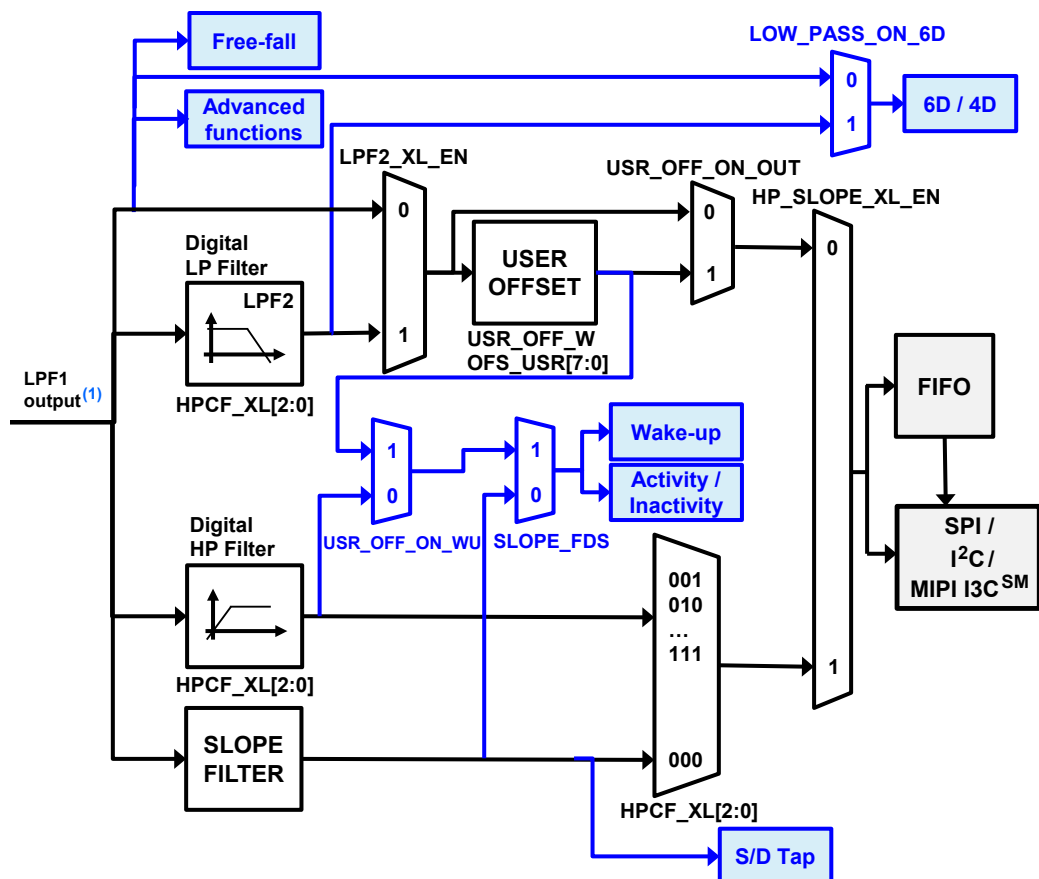 Free-fall
LOW_PASS_ON_6D
0
1
6D / 4D
Advanced
functions
LPF2_XL_EN
0
1
USR_OFF_ON_OUT
0
1
HP_SLOPE_XL_EN
0
1
Digital
LP Filter
LPF2
HPCF_XL[2:0]
USER
OFFSET
USR_OFF_W
OFS_USR[7:0]
LPF1
output(1)
FIFO
1
0
USR_OFF_ON_WU
1
0
SLOPE_FDS
Wake-up
Activity /
Inactivity
SPI /
I2C /
MIPI I3CSM
Digital
HP Filter
HPCF_XL[2:0]
001
010
...
111
000
HPCF_XL[2:0]
SLOPE
FILTER
S/D Tap